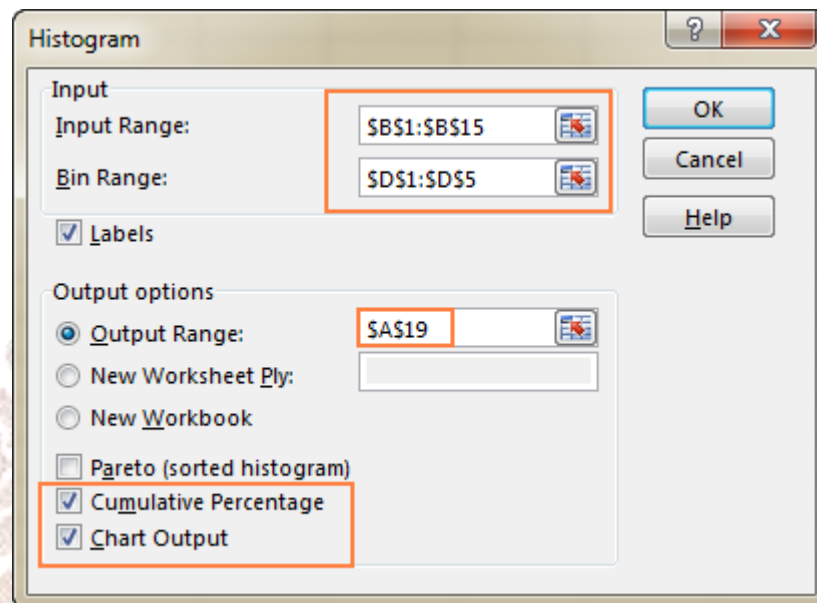 Histogram
Input
Input Range:
$B$1:$B$15
Bin Range:
$D$1:$D$5
Labels
OK
Cancel
Help
Output options
Output Range:
$A$19
New Worksheet Ply:
New Workbook
Pareto (sorted histogram)
Cumulative Percentage
Chart Output